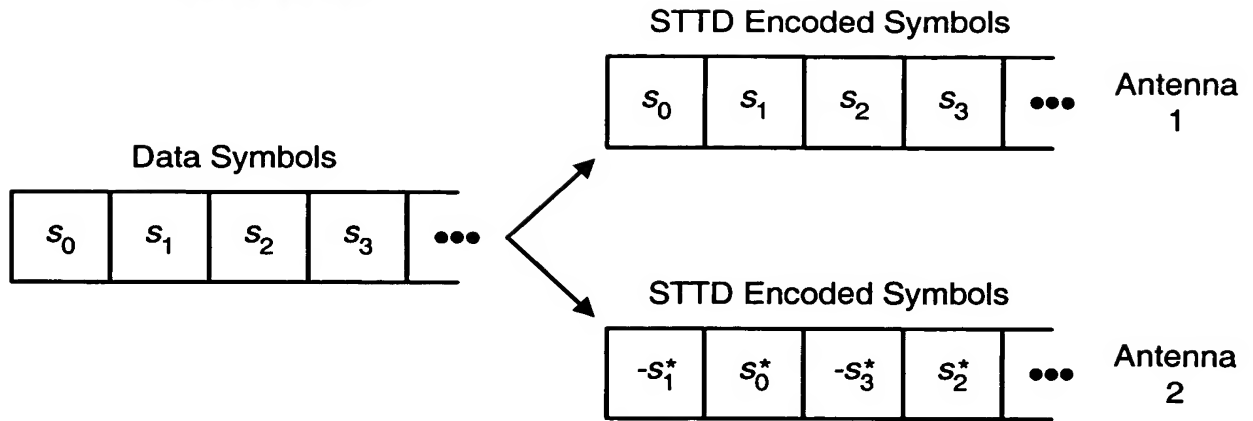 STTD Encoded Symbols
s₀ s₁ s₂ s₃ ••• Antenna 1
Data Symbols
s₀ s₁ s₂ s₃ •••
STTD Encoded Symbols
-s₁* s₀* -s₃* s₂* ••• Antenna 2